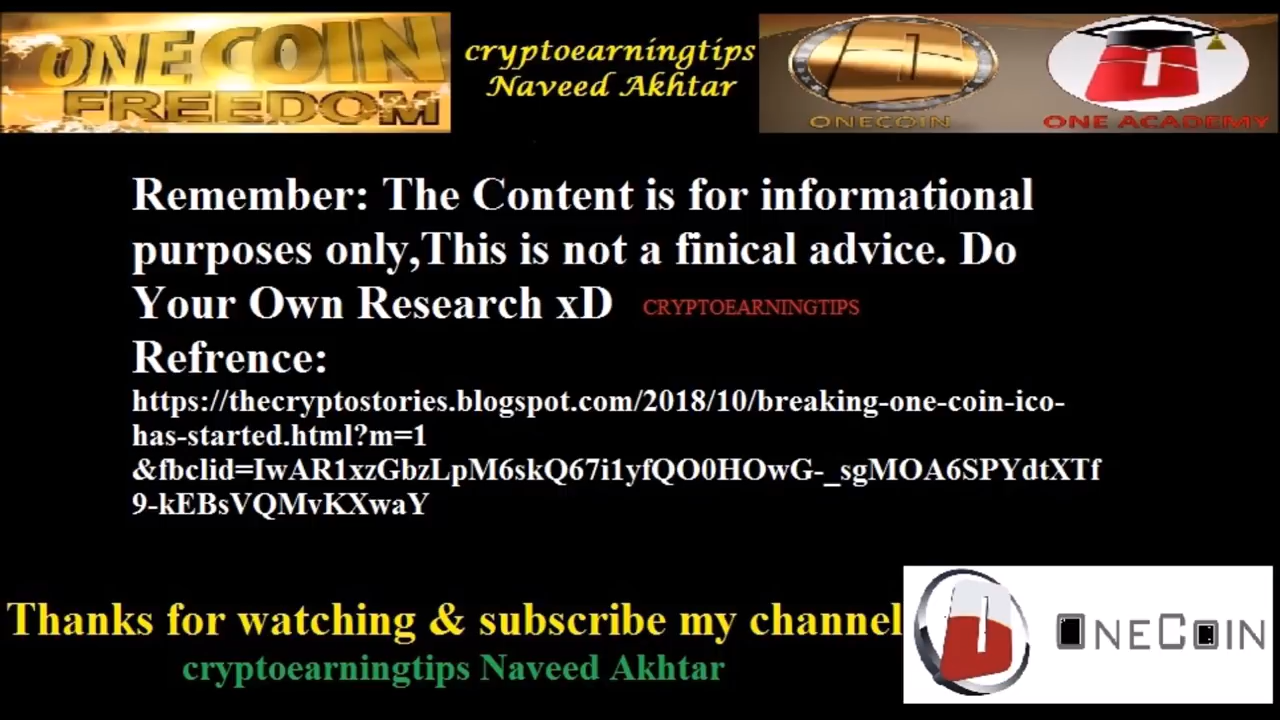 ONE COIN
FREEDOM
cryptoearningtips
Naveed Akhtar
ONECOIN
ONE ACADEMY
Remember: The Content is for informational
purposes only,This is not a finical advice. Do
Your Own Research xD
CRYPTOEARNINGTIPS
Refrence:
https://thecryptostories.blogspot.com/2018/10/breaking-one-coin-ico-
has-started.html?m=1
&fbclid=IwAR1xzGbzLpM6skQ67i1yfQO0HOwG-_sgMOA6SPYdtXTf
9-kEBsVQMvKXwaY
Thanks for watching & subscribe my channel
cryptoearningtips Naveed Akhtar
ONECOIN